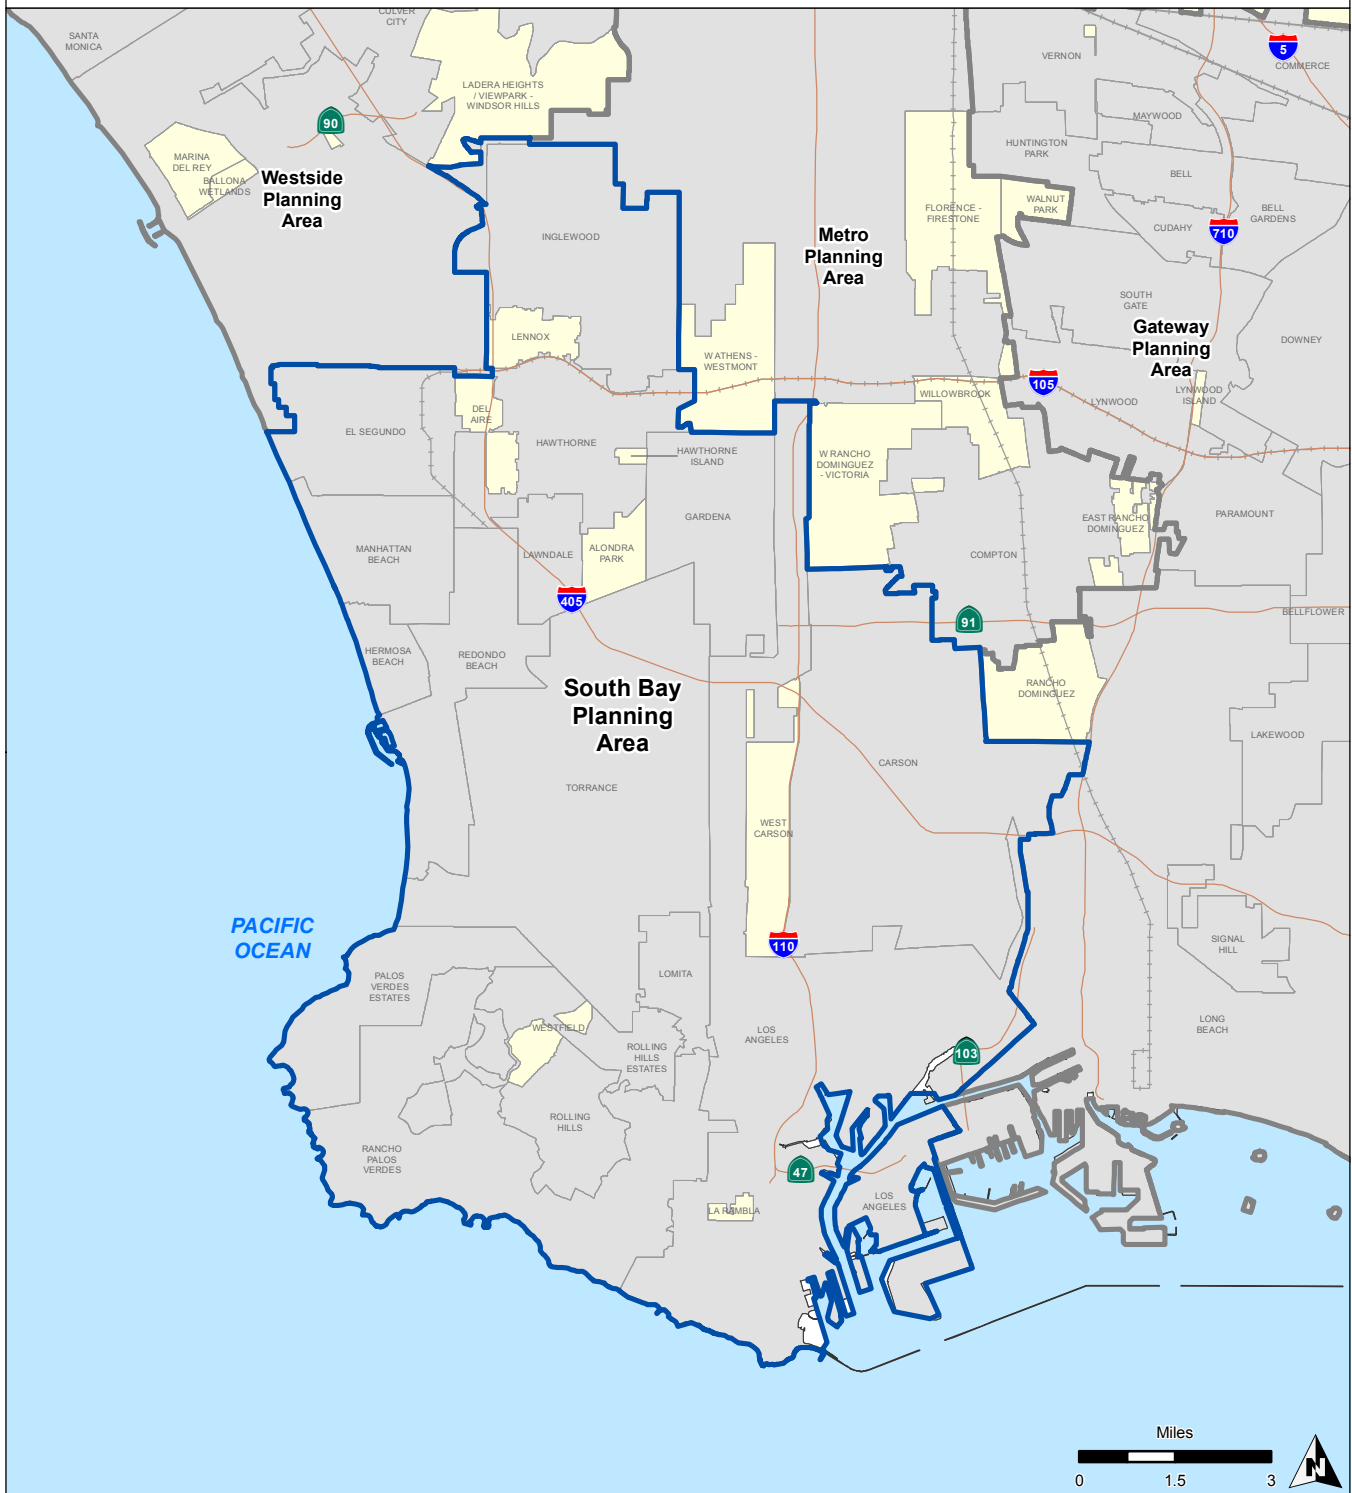 SANTA
MONICA
CULVER
CITY
LADERA HEIGHTS
/ VIEWPARK -
WINDSOR HILLS
VERNON
5
COMMERCE
90
MARINA
DEL REY
BALLONA
WETLANDS
Westside
Planning
Area
MAYWOOD
HUNTINGTON
PARK
BELL
BELL
GARDENS
WALNUT
PARK
CUDAHY
710
FLORENCE -
FIRESTONE
INGLEWOOD
Metro
Planning
Area
SOUTH
GATE
Gateway
Planning
Area
DOWNEY
LENNOX
W ATHENS -
WESTMONT
105
WILLOWBROOK
LYNWOOD
LYNWOOD
ISLAND
DEL
AIRE
EL SEGUNDO
HAWTHORNE
HAWTHORNE
ISLAND
W RANCHO
DOMINGUEZ
- VICTORIA
GARDENA
EAST RANCHO
DOMINGUEZ
PARAMOUNT
MANHATTAN
BEACH
LAWNDALE
ALONDRA
PARK
COMPTON
405
91
BELLFLOWER
HERMOSA
BEACH
REDONDO
BEACH
South Bay
Planning
Area
RANCHO
DOMINGUEZ
LAKEWOOD
CARSON
TORRANCE
WEST
CARSON
PACIFIC
OCEAN
110
SIGNAL
HILL
PALOS
VERDES
ESTATES
LOMITA
WESTFIELD
LOS
ANGELES
LONG
BEACH
ROLLING
HILLS
ESTATES
103
ROLLING
HILLS
RANCHO
PALOS
VERDES
47
LOS
ANGELES
LA RAMBLA
Miles
0 1.5 3
N